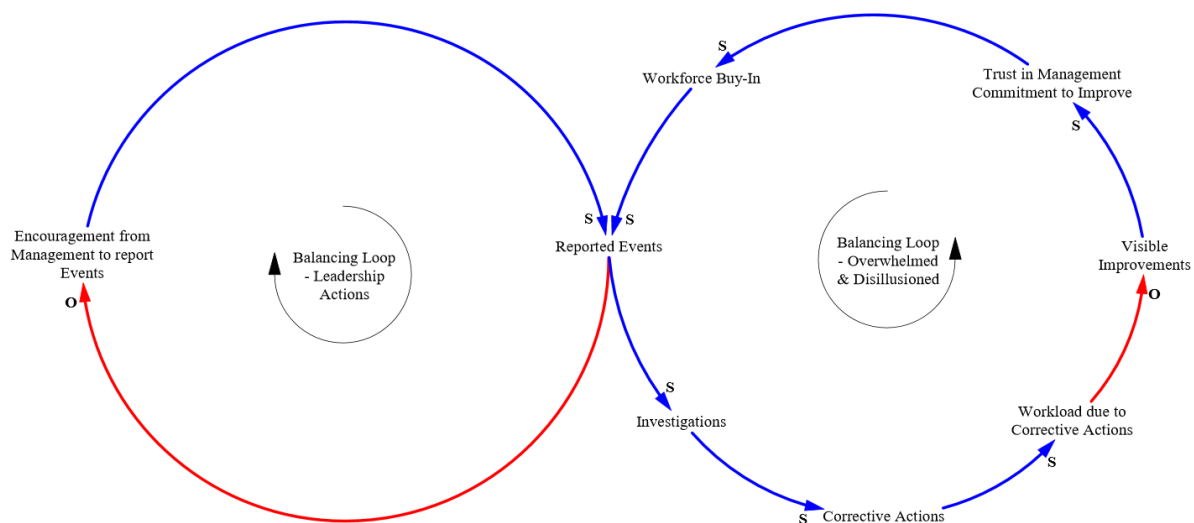 S
Workforce Buy-In
Trust in Management
Commitment to Improve
S
S
S
Encouragement from
Management to report
Events
O
Balancing Loop
- Leadership
Actions
Reported Events
Balancing Loop
- Overwhelmed
& Disillusioned
Visible
Improvements
O
S
Investigations
Workload due to
Corrective Actions
S
S
Corrective Actions